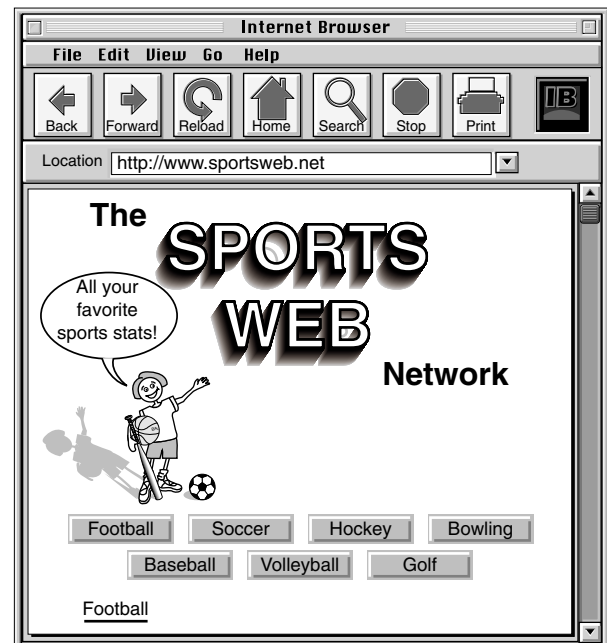 Internet Browser
File Edit View Go Help
Back Forward Reload Home Search Stop Print IB
Location http://www.sportsweb.net
The
SPORTS
WEB
Network
All your
favorite
sports stats!
Football Soccer Hockey Bowling
Baseball Volleyball Golf
Football